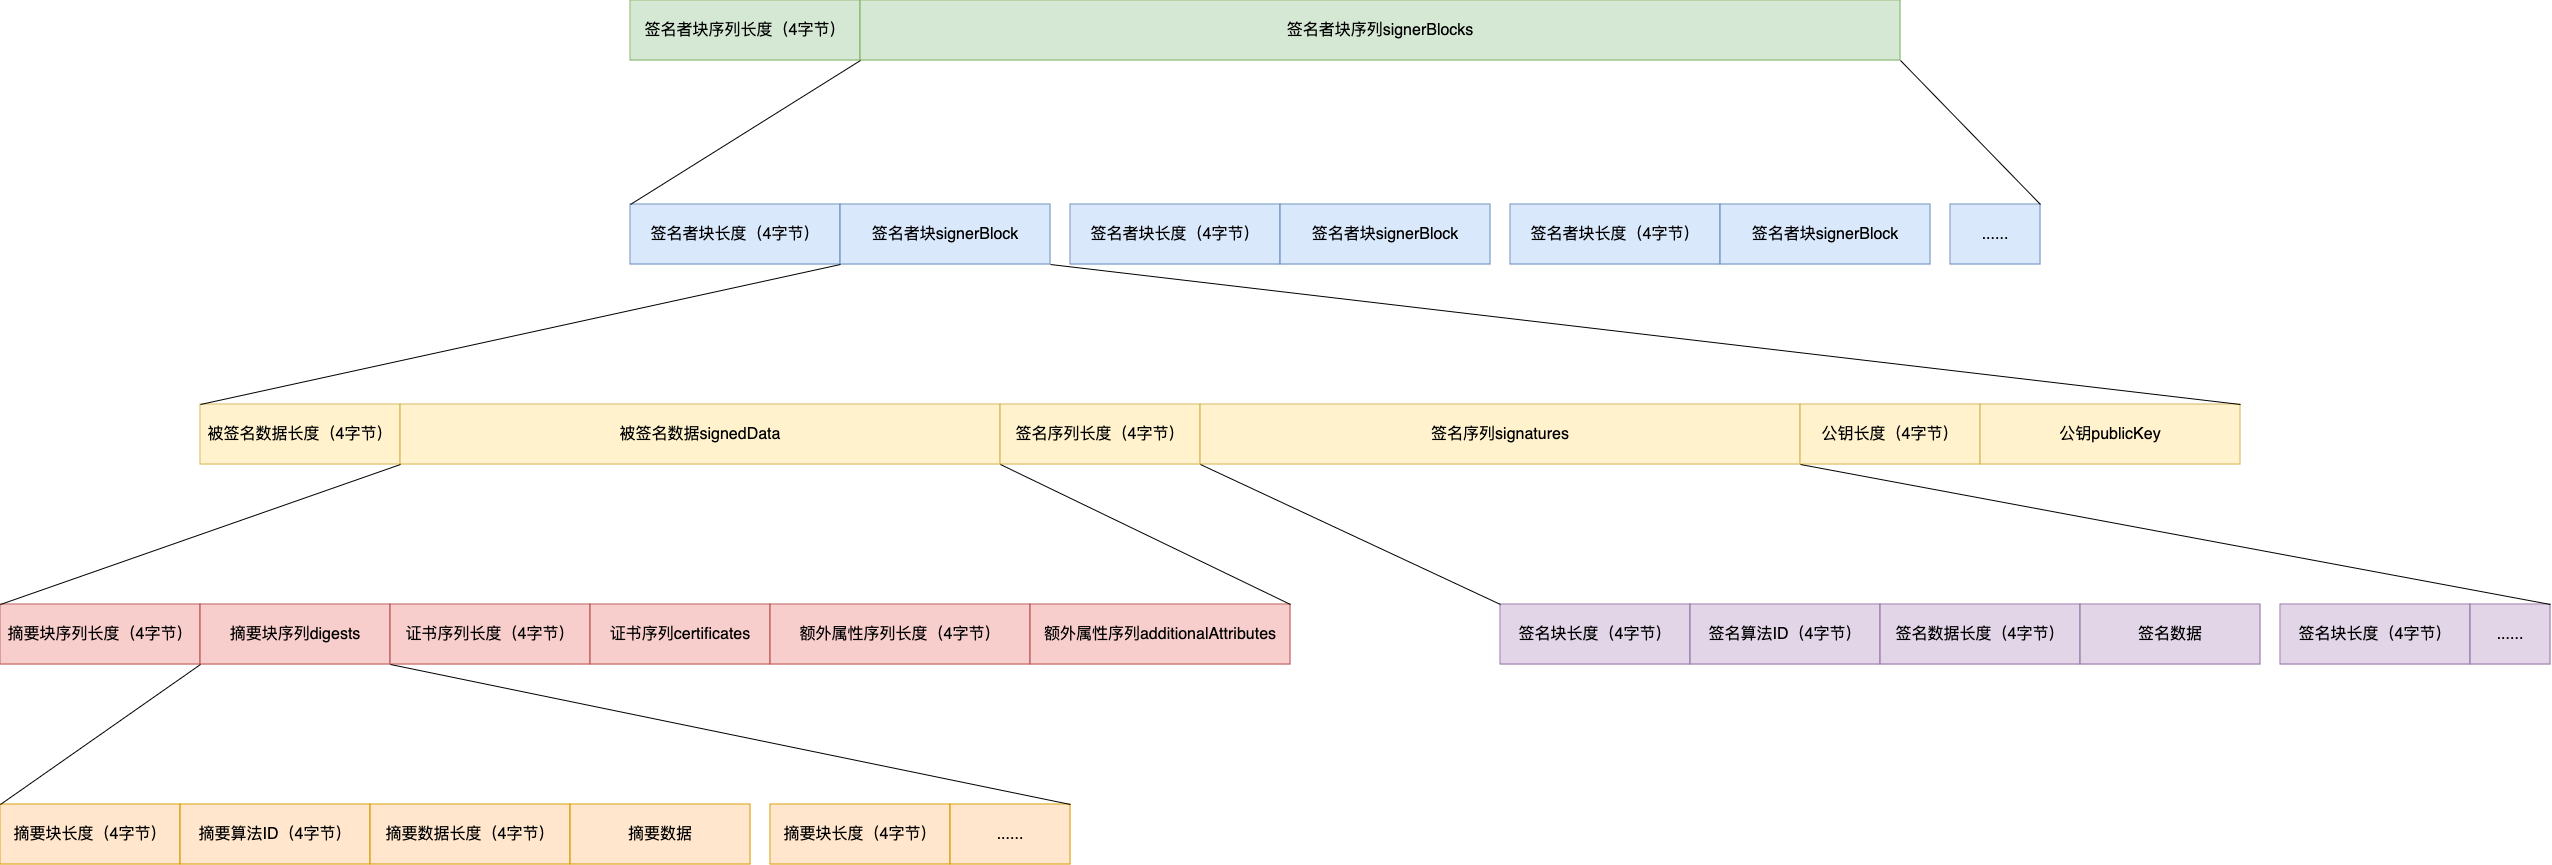 签名者块序列长度（4字节）
签名者块序列signerBlocks
签名者块长度（4字节）
签名者块signerBlock
签名者块长度（4字节）
签名者块signerBlock
签名者块长度（4字节）
签名者块signerBlock
......
被签名数据长度（4字节）
被签名数据signedData
签名序列长度（4字节）
签名序列signatures
公钥长度（4字节）
公钥publicKey
摘要块序列长度（4字节）
摘要块序列digests
证书序列长度（4字节）
证书序列certificates
额外属性序列长度（4字节）
额外属性序列additionalAttributes
签名块长度（4字节）
签名算法ID（4字节）
签名数据长度（4字节）
签名数据
签名块长度（4字节）
......
摘要块长度（4字节）
摘要算法ID（4字节）
摘要数据长度（4字节）
摘要数据
摘要块长度（4字节）
......